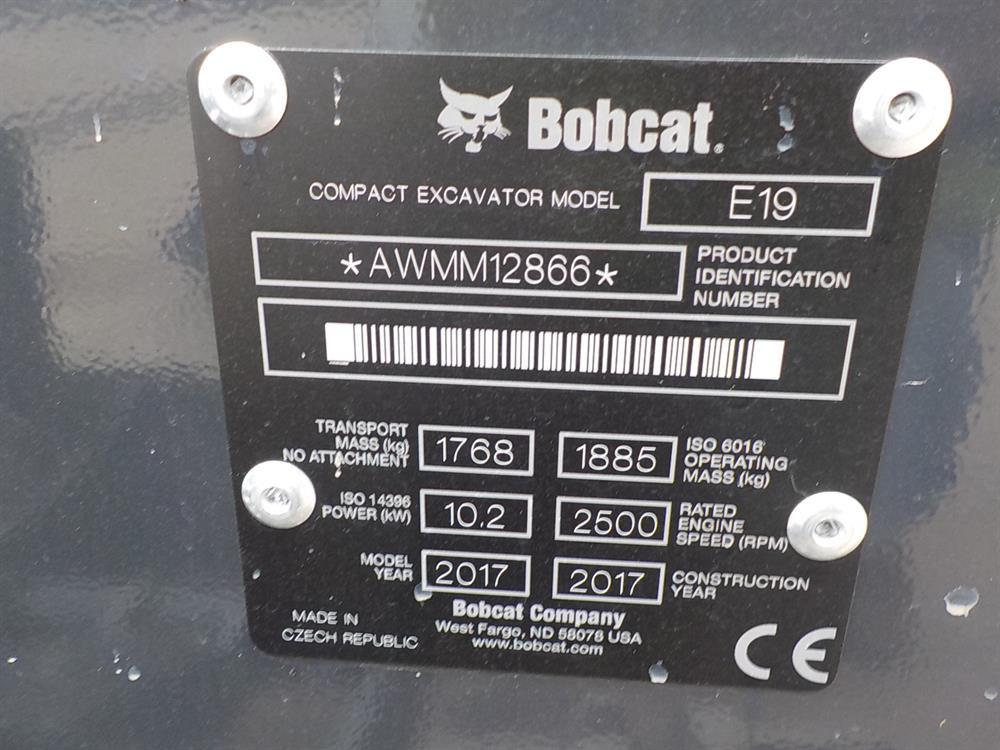 Bobcat.
COMPACT EXCAVATOR MODEL E19
*AWMM12866* PRODUCT
IDENTIFICATION
NUMBER
TRANSPORT
MASS (kg)
NO ATTACHMENT 1768
1885 ISO 6016
OPERATING
MASS (kg)
ISO 14396
POWER (kW) 10.2
2500 RATED
ENGINE
SPEED (RPM)
MODEL
YEAR 2017
2017 CONSTRUCTION
YEAR
MADE IN
CZECH REPUBLIC
Bobcat Company
West Fargo, ND 58078 USA
www.bobcat.com
CE